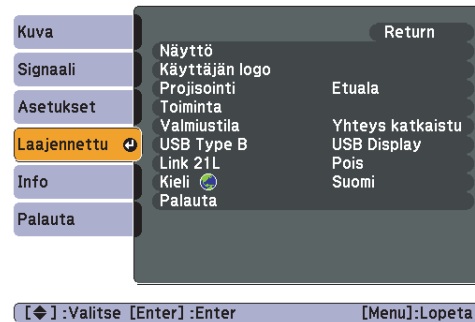 Kuva
Signaali
Asetukset
Laajennettu
Info
Palauta
Return
Näyttö
Käyttäjän logo
Projisointi Etuala
Toiminta
Valmiustila Yhteys katkaistu
USB Type B USB Display
Link 21L Pois
Kieli Suomi
Palauta
[◆] :Valitse [Enter] :Enter [Menu]:Lopeta